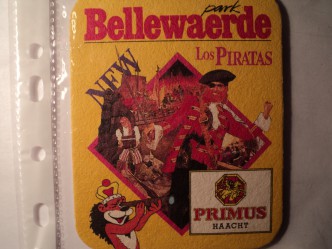 park
Bellewaerde
LOS PIRATAS
NEW
PRIMUS
HAACHT